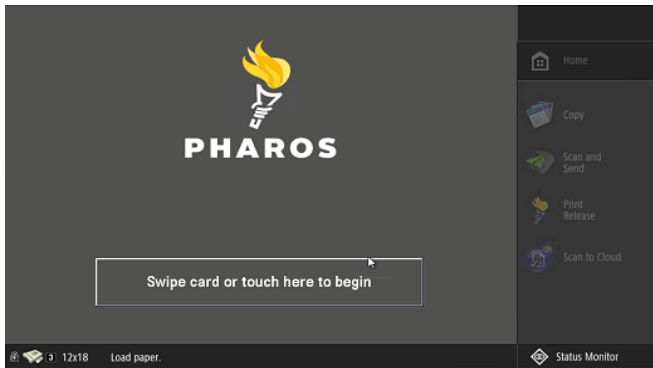 PHAROS
Swipe card or touch here to begin
Home
Copy
Scan and
Send
Print
Release
Scan to Cloud
3 12x18 Load paper.
Status Monitor